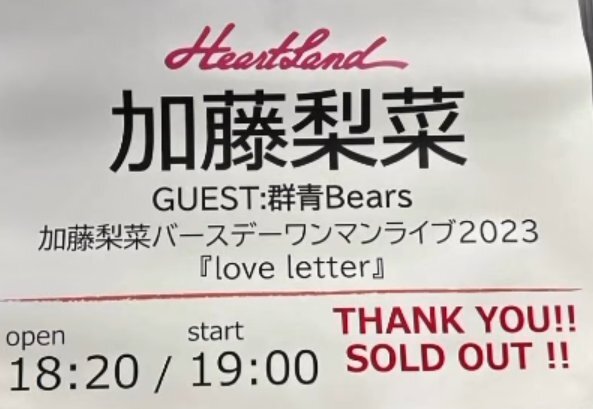 HeartLand
加藤梨菜
GUEST:群青Bears
加藤梨菜バースデーワンマンライブ2023
『love letter』
open start
18:20 / 19:00
THANK YOU!!
SOLD OUT !!